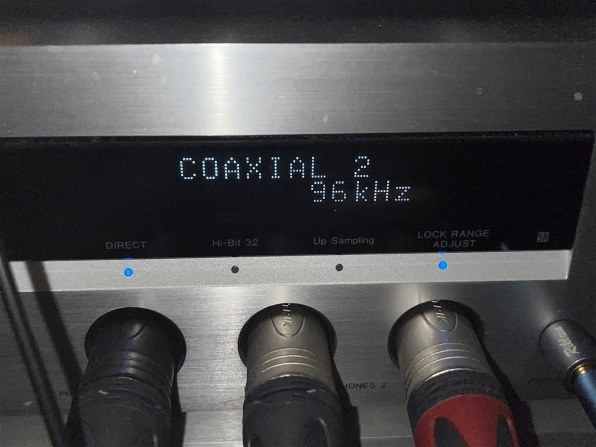 COAXIAL 2
96kHz
DIRECT
Hi-Bit 32
Up Sampling
LOCK RANGE
ADJUST